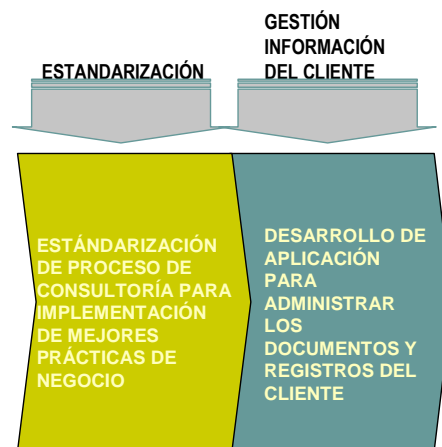 ESTANDARIZACIÓN
GESTIÓN
INFORMACIÓN
DEL CLIENTE
ESTÁNDARIZACIÓN
DE PROCESO DE
CONSULTORÍA PARA
IMPLEMENTACIÓN
DE MEJORES
PRÁCTICAS DE
NEGOCIO
DESARROLLO DE
APLICACIÓN
PARA
ADMINISTRAR
LOS
DOCUMENTOS Y
REGISTROS DEL
CLIENTE